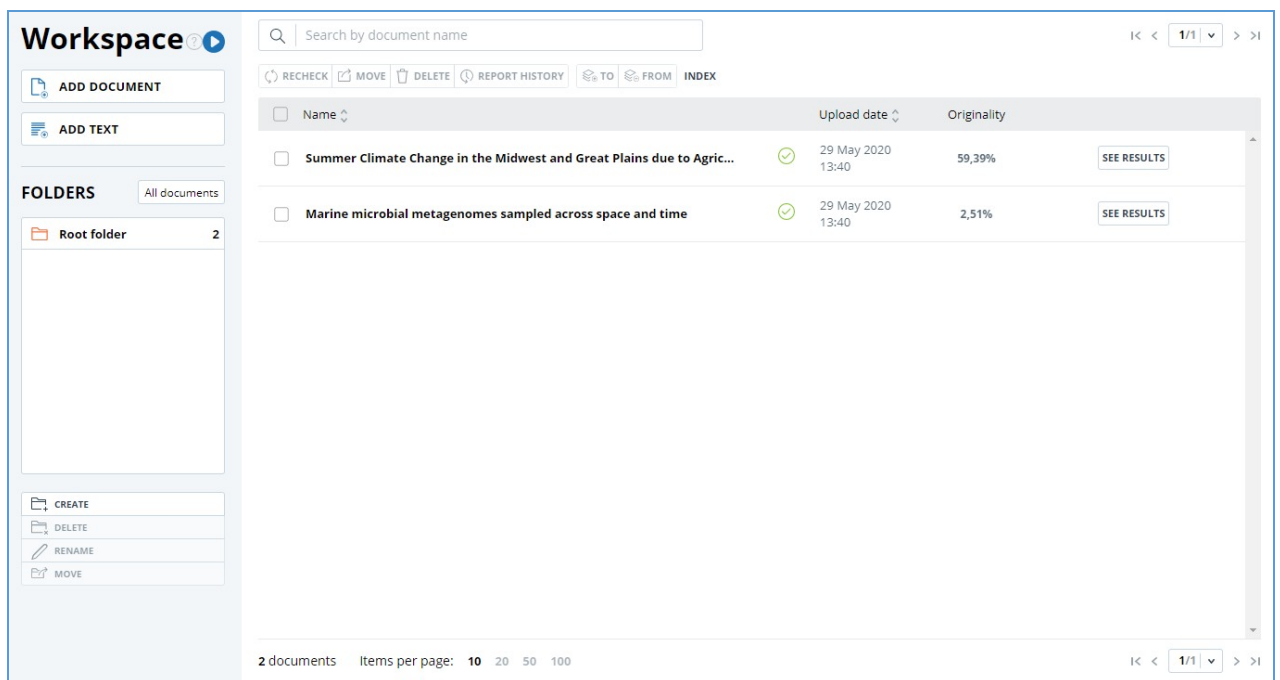 Workspace ?
Search by document name
1/1
ADD DOCUMENT
ADD TEXT
RECHECK MOVE DELETE REPORT HISTORY TO FROM INDEX
Name Upload date Originality
Summer Climate Change in the Midwest and Great Plains due to Agric... 29 May 2020 13:40 59,39% SEE RESULTS
Marine microbial metagenomes sampled across space and time 29 May 2020 13:40 2,51% SEE RESULTS
FOLDERS All documents
Root folder 2
CREATE
DELETE
RENAME
MOVE
2 documents Items per page: 10 20 50 100 1/1